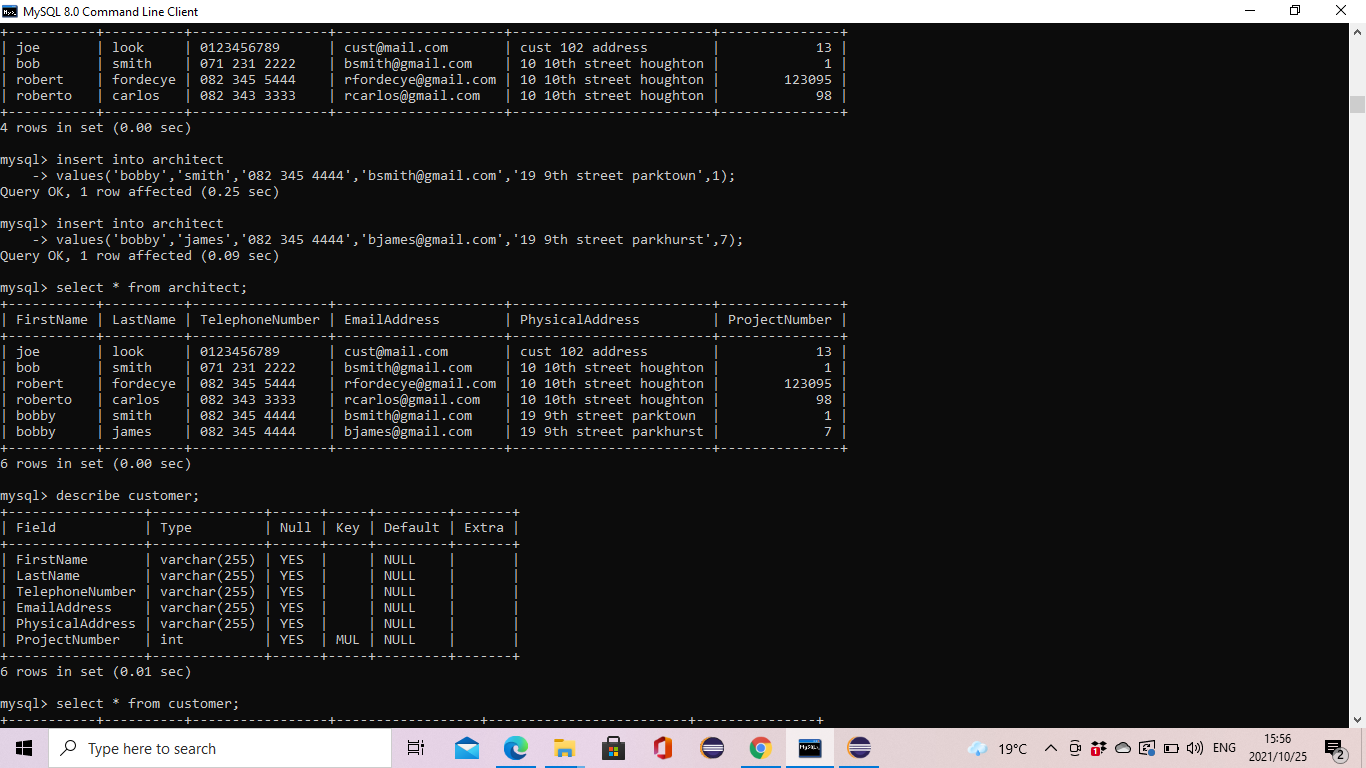 MySQL 8.0 Command Line Client
+-----------+----------+-----------------+---------------------+-------------------------+---------------+
| joe       | look     | 0123456789      | cust@mail.com       | cust 102 address        |            13 |
| bob       | smith    | 071 231 2222    | bsmith@gmail.com    | 10 10th street houghton |             1 |
| robert    | fordecye | 082 345 5444    | rfordecye@gmail.com | 10 10th street houghton |        123095 |
| roberto   | carlos   | 082 343 3333    | rcarlos@gmail.com   | 10 10th street houghton |            98 |
+-----------+----------+-----------------+---------------------+-------------------------+---------------+
4 rows in set (0.00 sec)
mysql> insert into architect
    -> values('bobby','smith','082 345 4444','bsmith@gmail.com','19 9th street parktown',1);
Query OK, 1 row affected (0.25 sec)
mysql> insert into architect
    -> values('bobby','james','082 345 4444','bjames@gmail.com','19 9th street parkhurst',7);
Query OK, 1 row affected (0.09 sec)
mysql> select * from architect;
+-----------+----------+-----------------+---------------------+-------------------------+---------------+
| FirstName | LastName | TelephoneNumber | EmailAddress        | PhysicalAddress         | ProjectNumber |
+-----------+----------+-----------------+---------------------+-------------------------+---------------+
| joe       | look     | 0123456789      | cust@mail.com       | cust 102 address        |            13 |
| bob       | smith    | 071 231 2222    | bsmith@gmail.com    | 10 10th street houghton |             1 |
| robert    | fordecye | 082 345 5444    | rfordecye@gmail.com | 10 10th street houghton |        123095 |
| roberto   | carlos   | 082 343 3333    | rcarlos@gmail.com   | 10 10th street houghton |            98 |
| bobby     | smith    | 082 345 4444    | bsmith@gmail.com    | 19 9th street parktown  |             1 |
| bobby     | james    | 082 345 4444    | bjames@gmail.com    | 19 9th street parkhurst |             7 |
+-----------+----------+-----------------+---------------------+-------------------------+---------------+
6 rows in set (0.00 sec)
mysql> describe customer;
+-----------------+--------------+------+-----+---------+-------+
| Field           | Type         | Null | Key | Default | Extra |
+-----------------+--------------+------+-----+---------+-------+
| FirstName       | varchar(255) | YES  |     | NULL    |       |
| LastName        | varchar(255) | YES  |     | NULL    |       |
| TelephoneNumber | varchar(255) | YES  |     | NULL    |       |
| EmailAddress    | varchar(255) | YES  |     | NULL    |       |
| PhysicalAddress | varchar(255) | YES  |     | NULL    |       |
| ProjectNumber   | int          | YES  | MUL | NULL    |       |
+-----------------+--------------+------+-----+---------+-------+
6 rows in set (0.01 sec)
mysql> select * from customer;
+-----------+----------+-----------------+------------------+-------------------------+---------------+
Type here to search
MySQL
19°C
1
ENG
15:56
2021/10/25
2